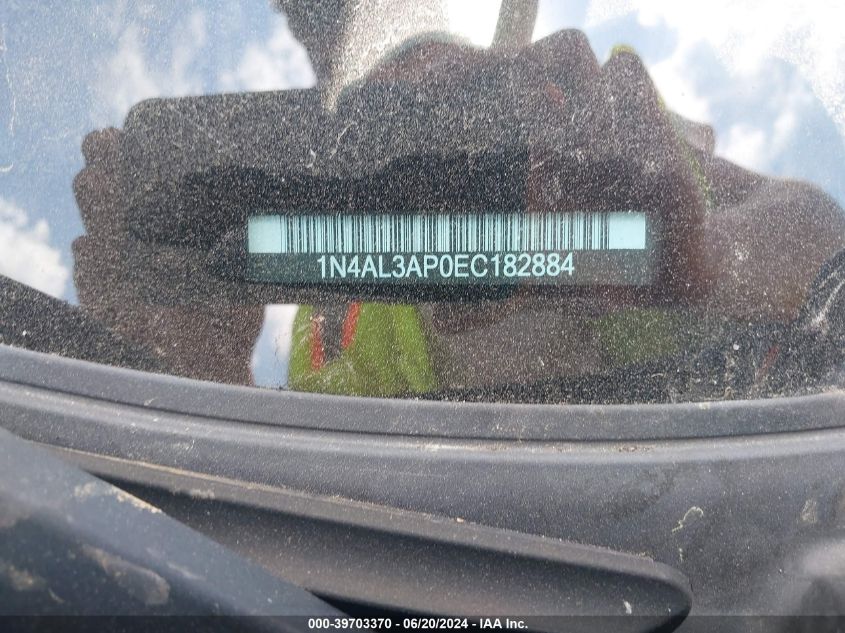 1N4AL3AP0EC182884
000-39703370 - 06/20/2024 - IAA, Inc.